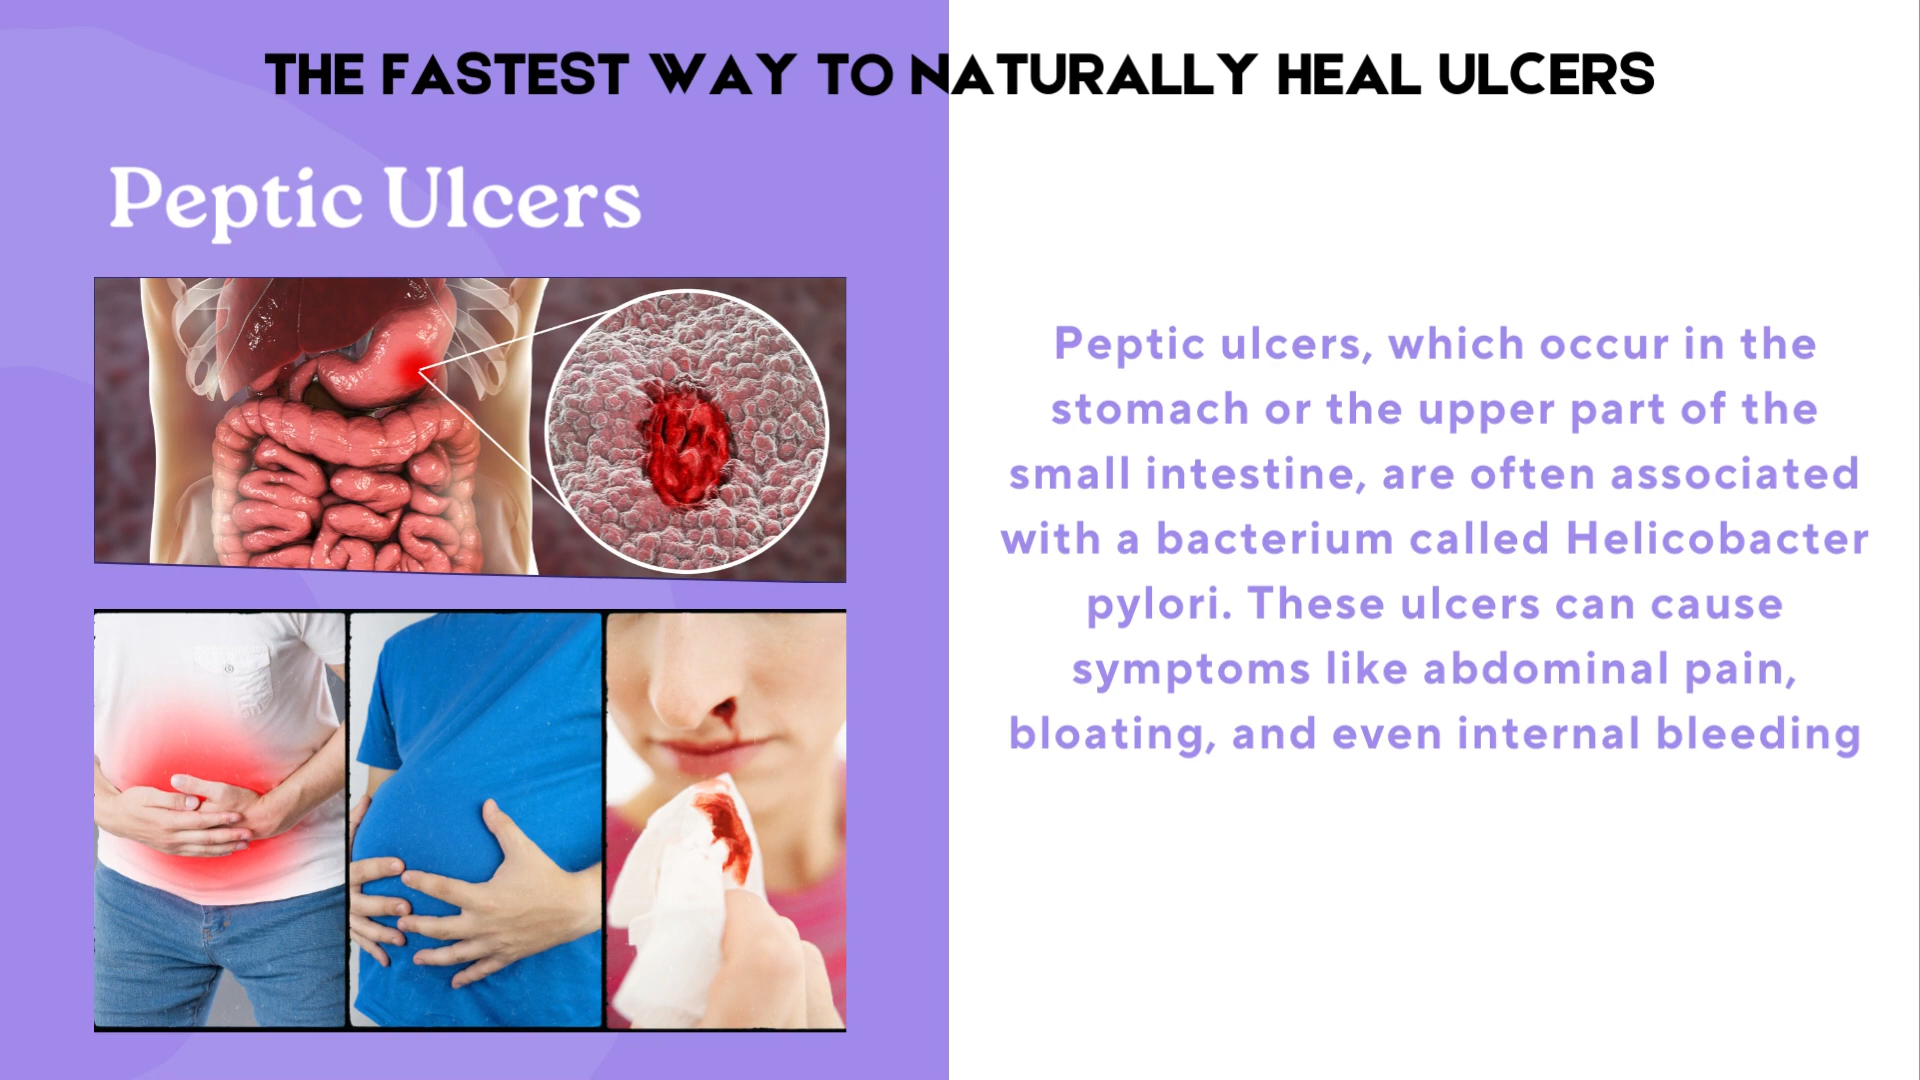 THE FASTEST WAY TO NATURALLY HEAL ULCERS
Peptic Ulcers
Peptic ulcers, which occur in the
stomach or the upper part of the
small intestine, are often associated
with a bacterium called Helicobacter
pylori. These ulcers can cause
symptoms like abdominal pain,
bloating, and even internal bleeding